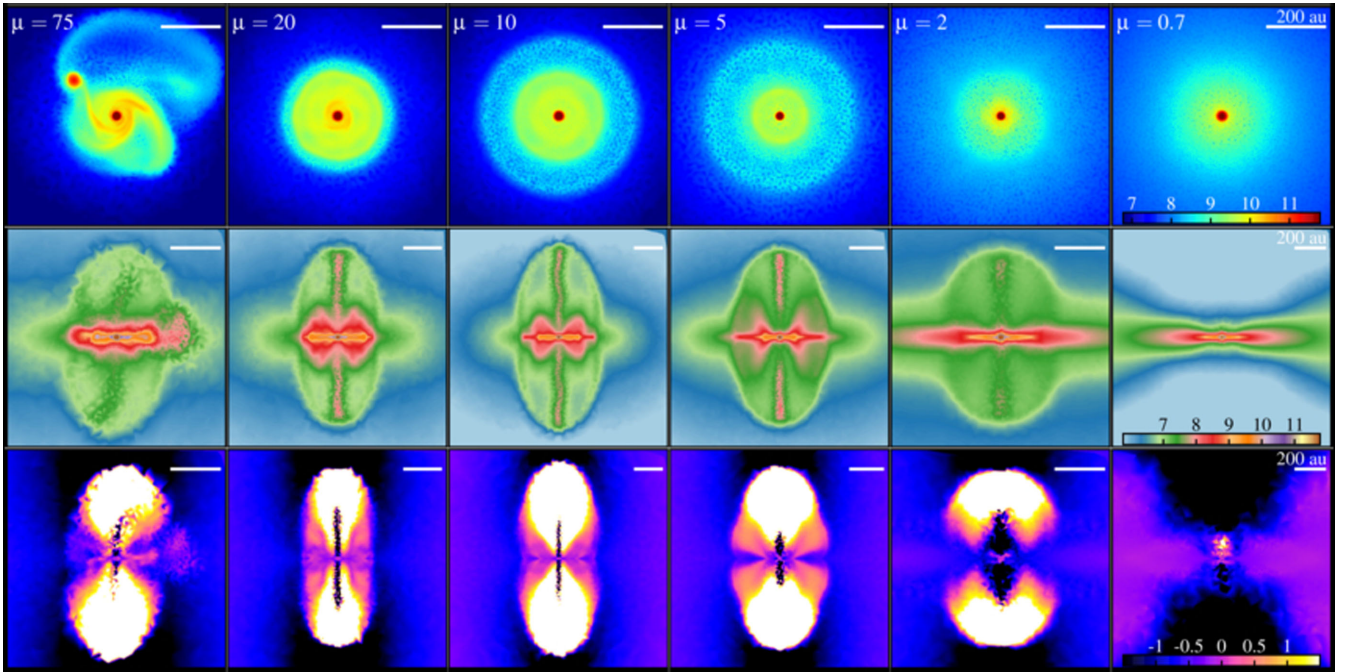 μ = 75
μ = 20
μ = 10
μ = 5
μ = 2
μ = 0.7
200 au
7 8 9 10 11
200 au
7 8 9 10 11
200 au
-1 -0.5 0 0.5 1